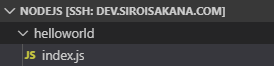 NODEJS [SSH: DEV.SIROISAKANA.COM]
helloworld
JS index.js